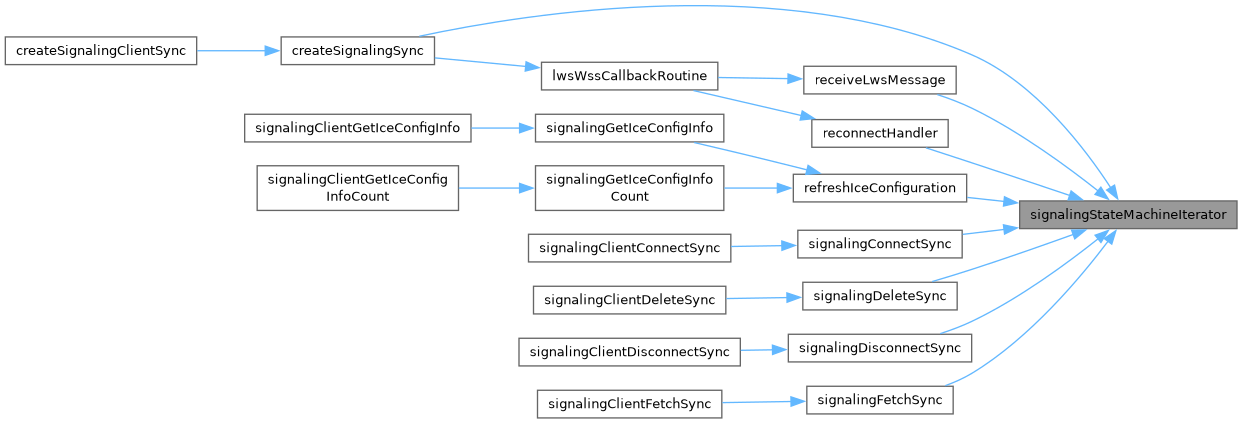 createSignalingClientSync
createSignalingSync
lwsWssCallbackRoutine
receiveLwsMessage
reconnectHandler
signalingClientGetIceConfigInfo
signalingGetIceConfigInfo
signalingClientGetIceConfig
InfoCount
signalingGetIceConfigInfo
Count
refreshIceConfiguration
signalingStateMachineIterator
signalingClientConnectSync
signalingConnectSync
signalingClientDeleteSync
signalingDeleteSync
signalingClientDisconnectSync
signalingDisconnectSync
signalingClientFetchSync
signalingFetchSync